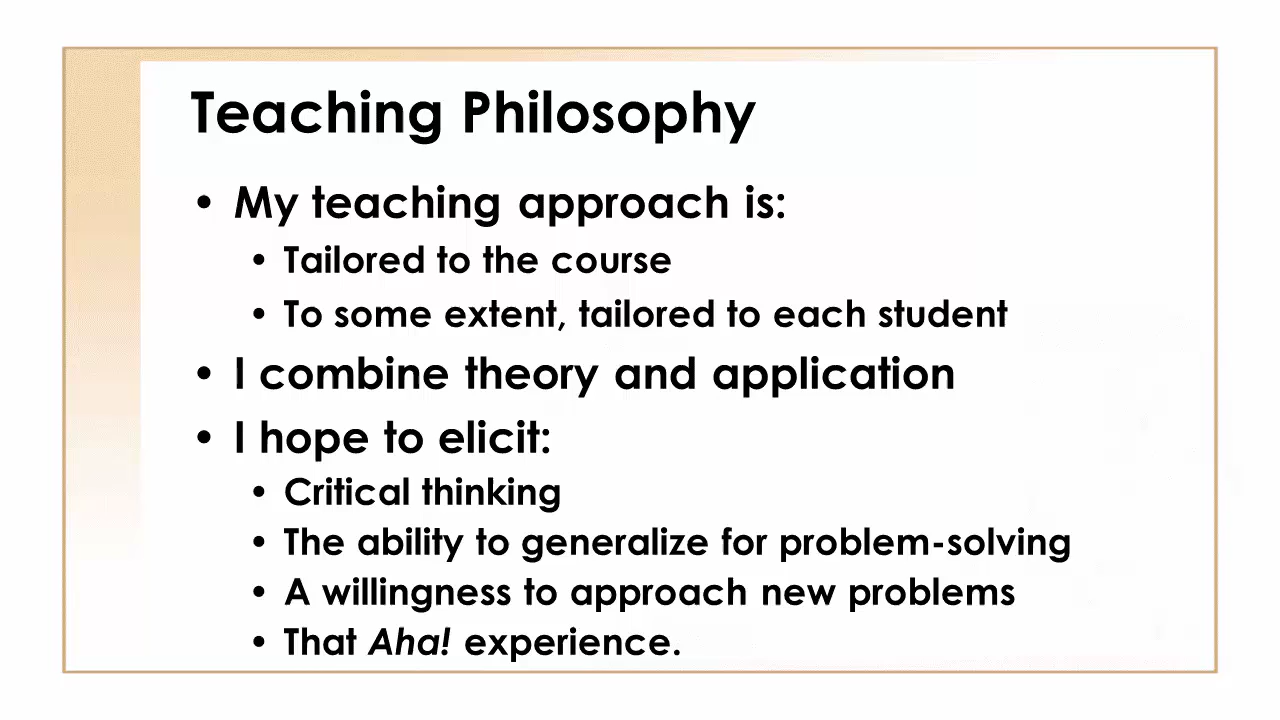 Teaching Philosophy
• My teaching approach is:
• Tailored to the course
• To some extent, tailored to each student
• I combine theory and application
• I hope to elicit:
• Critical thinking
• The ability to generalize for problem-solving
• A willingness to approach new problems
• That Aha! experience.